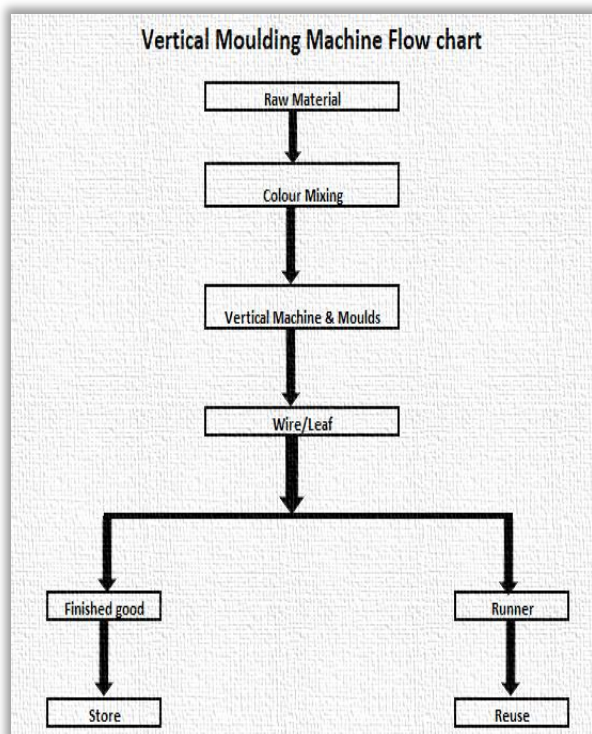 Vertical Moulding Machine Flow chart
Raw Material
Colour Mixing
Vertical Machine & Moulds
Wire/Leaf
Finished good
Runner
Store
Reuse